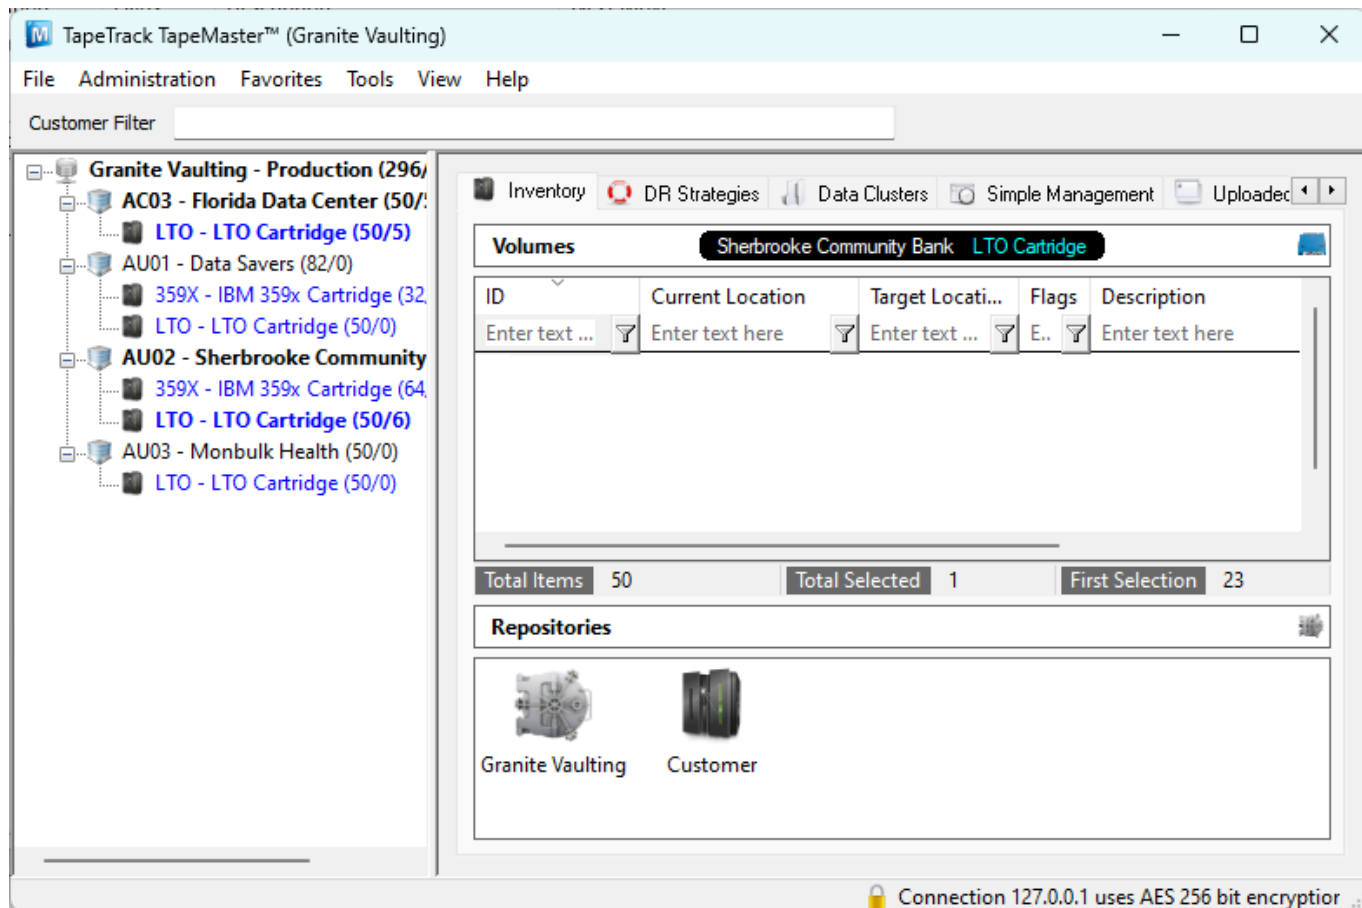 TapeTrack TapeMaster™ (Granite Vaulting)
File Administration Favorites Tools View Help
Customer Filter
Granite Vaulting - Production (296/
AC03 - Florida Data Center (50/
LTO - LTO Cartridge (50/5)
AU01 - Data Savers (82/0)
359X - IBM 359x Cartridge (32,
LTO - LTO Cartridge (50/0)
AU02 - Sherbrooke Community
359X - IBM 359x Cartridge (64,
LTO - LTO Cartridge (50/6)
AU03 - Monbulk Health (50/0)
LTO - LTO Cartridge (50/0)
Inventory DR Strategies Data Clusters Simple Management Uploaded
Volumes Sherbrooke Community Bank LTO Cartridge
ID Current Location Target Locati... Flags Description
Enter text ... Enter text here Enter text ... E.. Enter text here
Total Items 50 Total Selected 1 First Selection 23
Repositories
Granite Vaulting Customer
Connection 127.0.0.1 uses AES 256 bit encryption